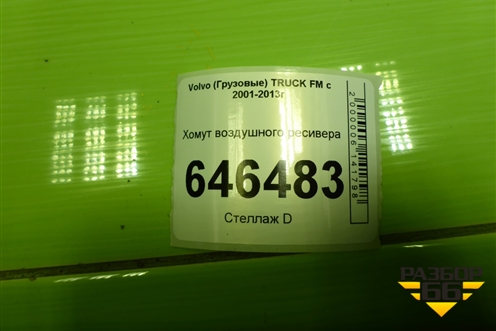 Volvo (Грузовые) TRUCK FM с
2001-2013г
Хомут воздушного ресивера
646483
Стеллаж D
2000006141798
РАЗБОР
66